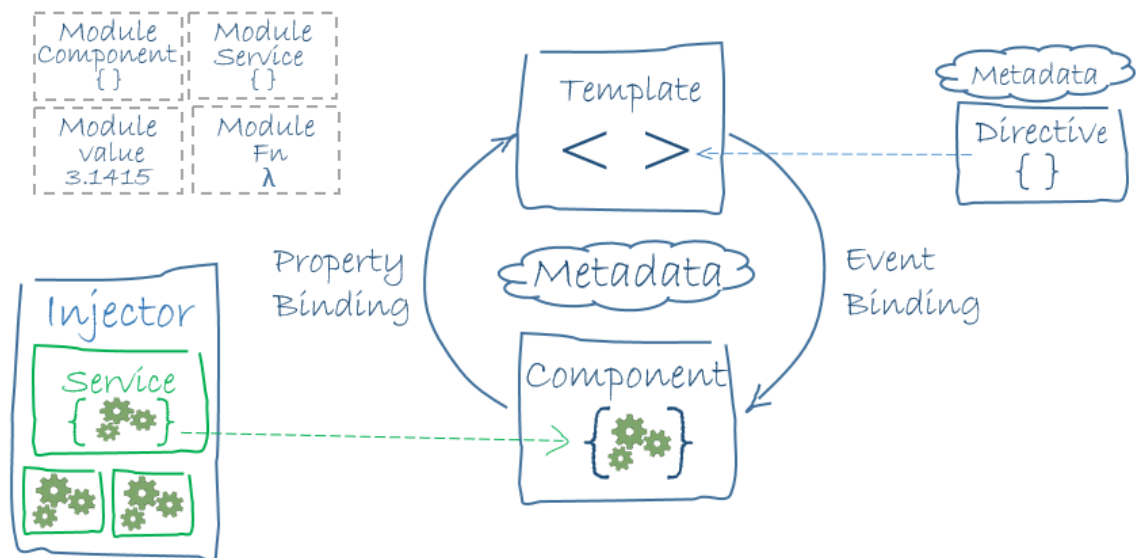 Module
Component
{ }
Module
Service
{ }
Module
value
3.1415
Module
Fn
λ
Template
< >
Metadata
Directive
{ }
Property
Binding
Metadata
Event
Binding
Injector
Service
{ }
Component
{ }